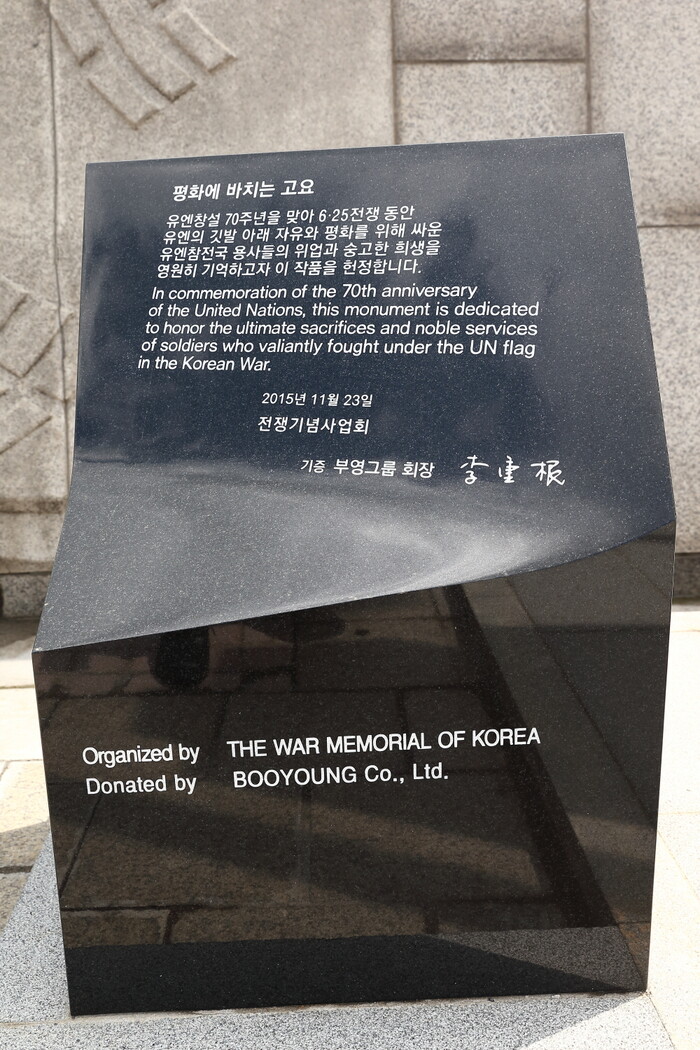 평화에 바치는 고요
유엔창설 70주년을 맞아 6·25전쟁 동안
유엔의 깃발 아래 자유와 평화를 위해 싸운
유엔참전국 용사들의 위업과 숭고한 희생을
영원히 기억하고자 이 작품을 헌정합니다.
In commemoration of the 70th anniversary
of the United Nations, this monument is dedicated
to honor the ultimate sacrifices and noble services
of soldiers who valiantly fought under the UN flag
in the Korean War.
2015년 11월 23일
전쟁기념사업회
기증 부영그룹 회장 李重根
Organized by THE WAR MEMORIAL OF KOREA
Donated by BOOYOUNG Co., Ltd.